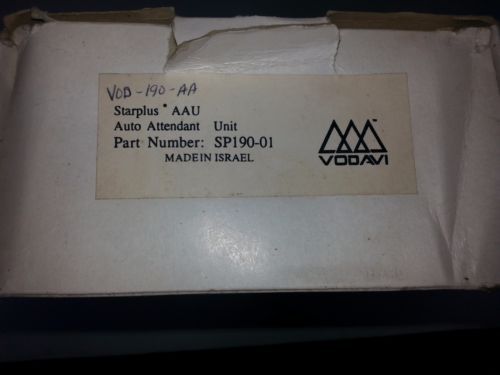 VOD-190-AA
Starplus® AAU
Auto Attendant Unit
Part Number: SP190-01
MADE IN ISRAEL
VODAVI